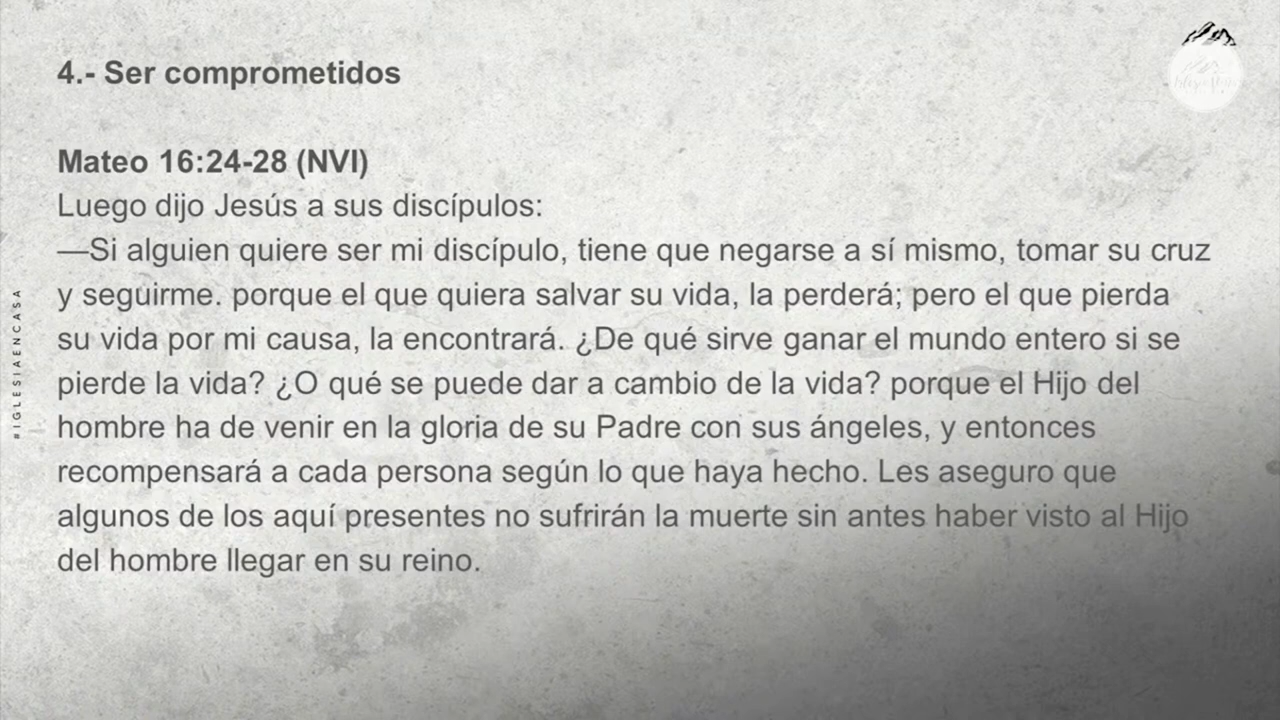 4.- Ser comprometidos
Mateo 16:24-28 (NVI)
Luego dijo Jesús a sus discípulos:
—Si alguien quiere ser mi discípulo, tiene que negarse a sí mismo, tomar su cruz
y seguirme. porque el que quiera salvar su vida, la perderá; pero el que pierda
su vida por mi causa, la encontrará. ¿De qué sirve ganar el mundo entero si se
pierde la vida? ¿O qué se puede dar a cambio de la vida? porque el Hijo del
hombre ha de venir en la gloria de su Padre con sus ángeles, y entonces
recompensará a cada persona según lo que haya hecho. Les aseguro que
algunos de los aquí presentes no sufrirán la muerte sin antes haber visto al Hijo
del hombre llegar en su reino.
#IGLESIAENCASA